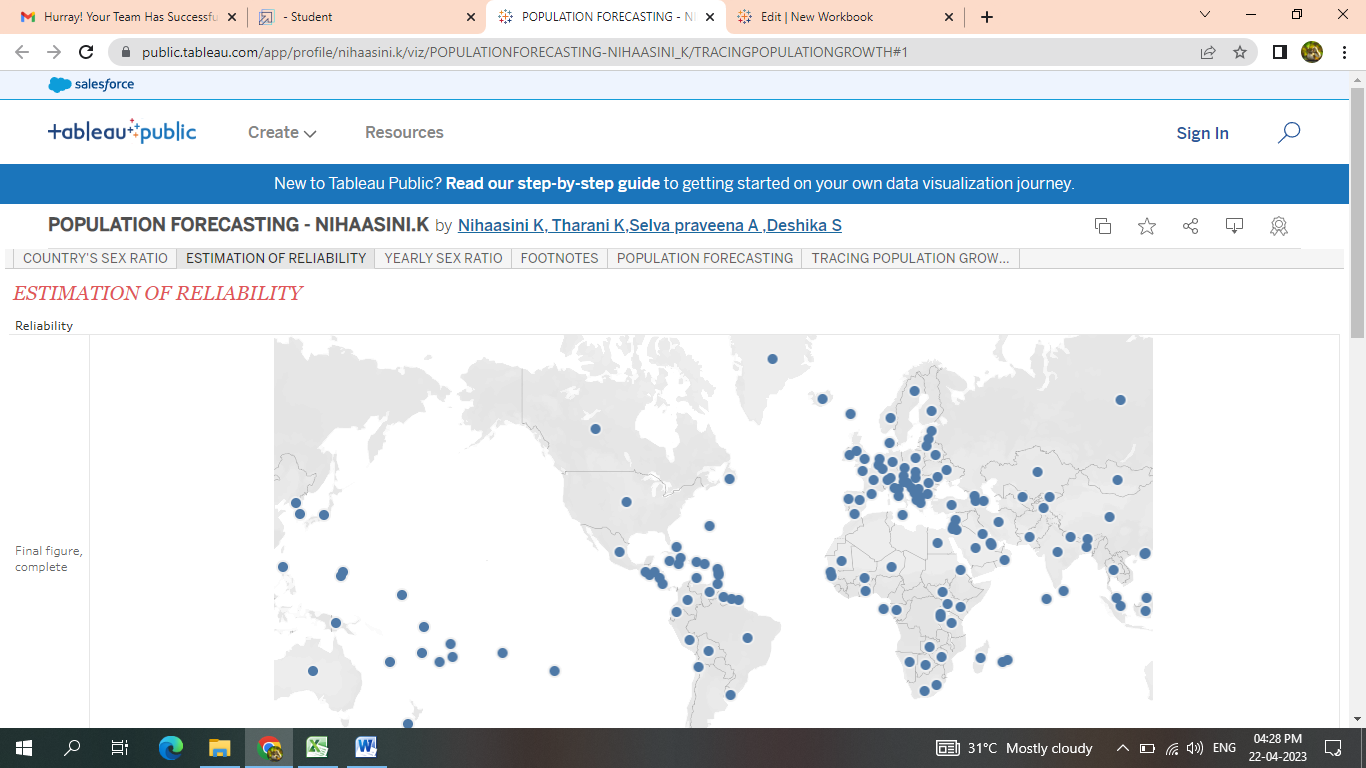 Hurray! Your Team Has Successfu
- Student
POPULATION FORECASTING - NI
Edit | New Workbook
public.tableau.com/app/profile/nihaasini.k/viz/POPULATIONFORECASTING-NIHAASINI_K/TRACINGPOPULATIONGROWTH#1
salesforce
+ableau+public
Create
Resources
Sign In
New to Tableau Public? Read our step-by-step guide to getting started on your own data visualization journey.
POPULATION FORECASTING - NIHAASINI.K by Nihaasini K, Tharani K,Selva praveena A ,Deshika S
COUNTRY'S SEX RATIO
ESTIMATION OF RELIABILITY
YEARLY SEX RATIO
FOOTNOTES
POPULATION FORECASTING
TRACING POPULATION GROW...
ESTIMATION OF RELIABILITY
Reliability
Final figure,
complete
31°C Mostly cloudy
ENG
04:28 PM
22-04-2023